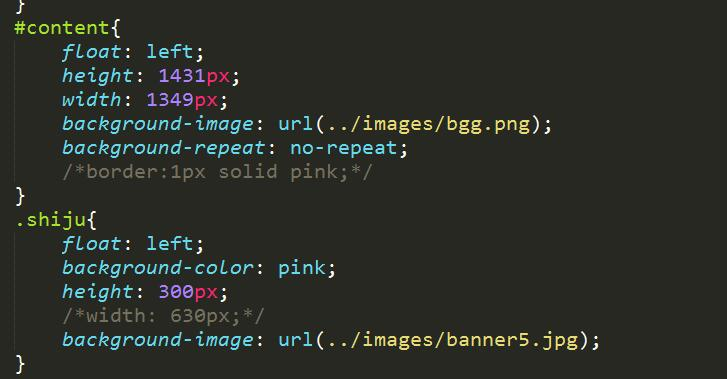 }
#content{
    float: left;
    height: 1431px;
    width: 1349px;
    background-image: url(../images/bgg.png);
    background-repeat: no-repeat;
    /*border:1px solid pink;*/
}
.shiju{
    float: left;
    background-color: pink;
    height: 300px;
    /*width: 630px;*/
    background-image: url(../images/banner5.jpg);
}